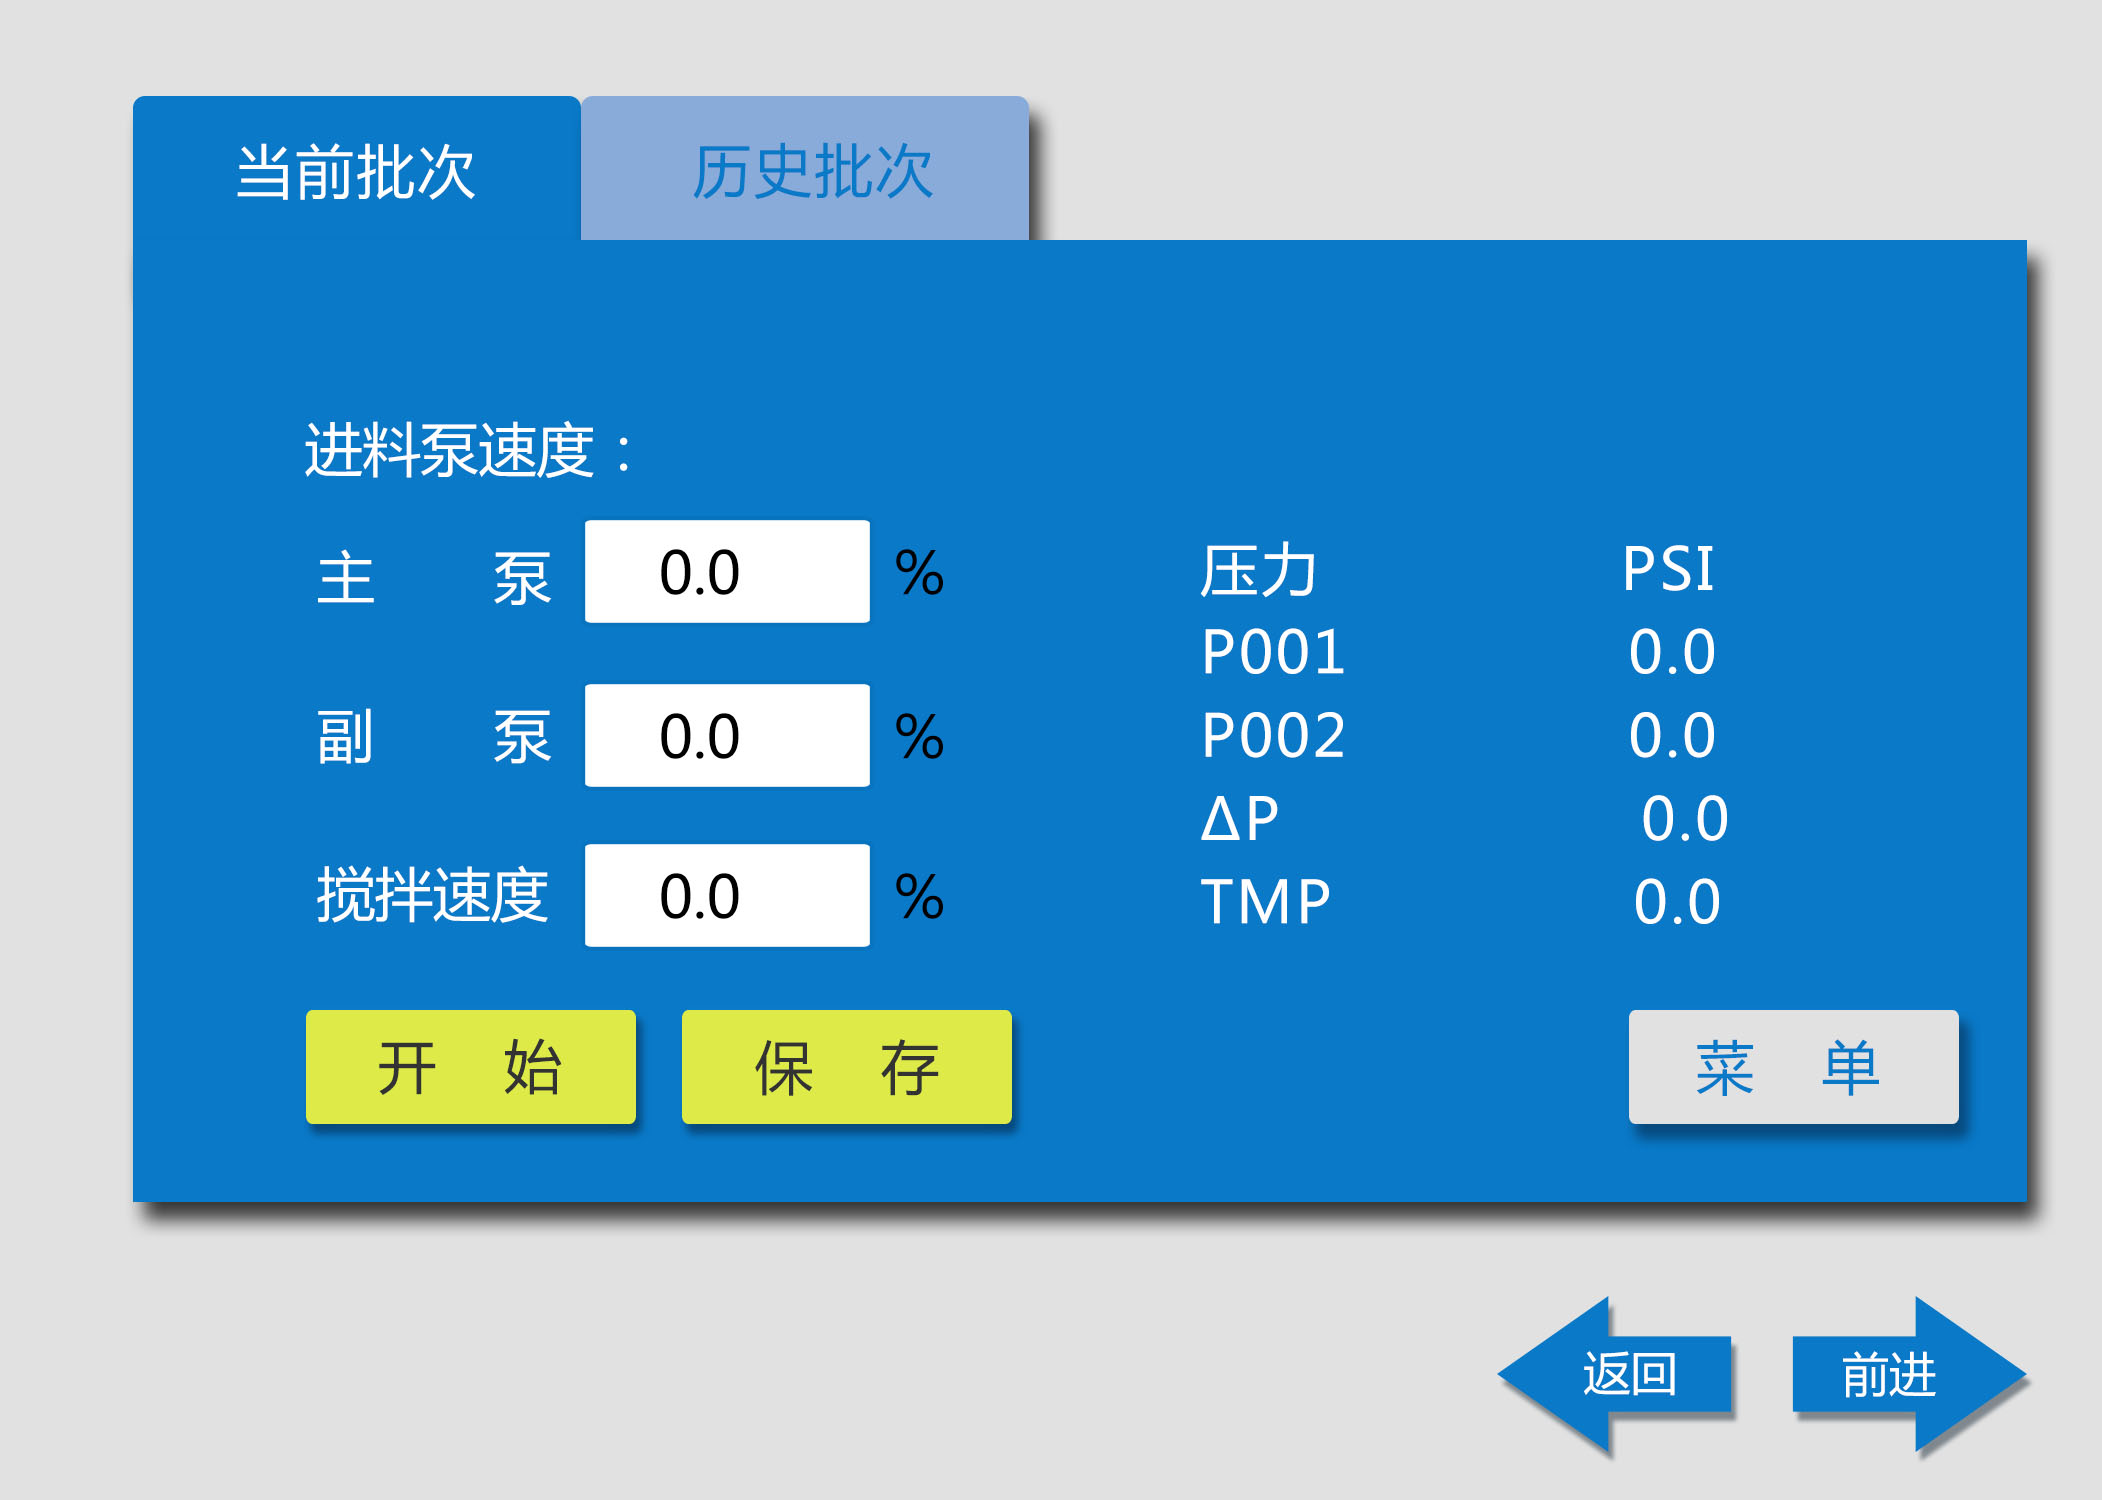 当前批次 历史批次
进料泵速度：
主 泵 0.0 %
副 泵 0.0 %
搅拌速度 0.0 %
压力 PSI
P001 0.0
P002 0.0
ΔP 0.0
TMP 0.0
开 始 保 存 菜 单
返回 前进